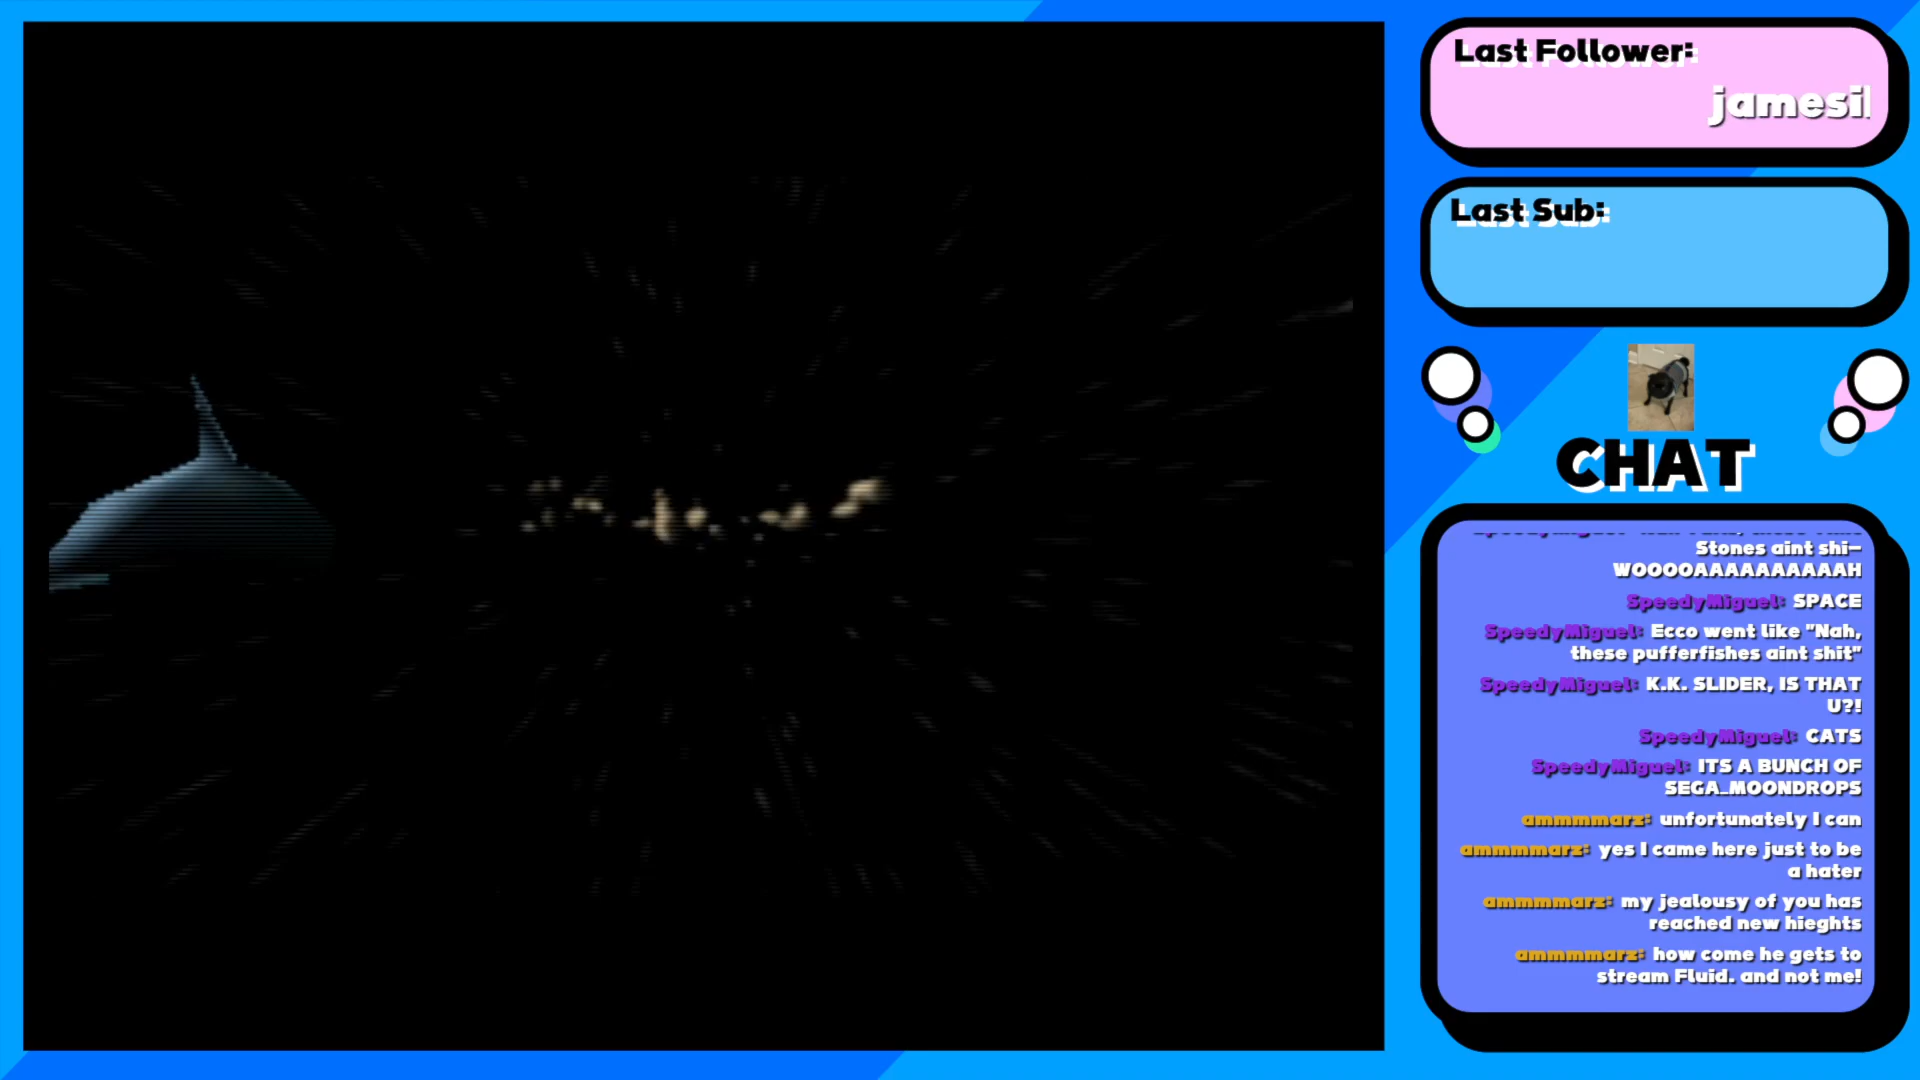 Last Follower:
jamesil
Last Sub:
CHAT
Stones aint shi-
WOOOOAAAAAAAAAAH
SpeedyMiguel: SPACE
SpeedyMiguel: Ecco went like "Nah,
these pufferfishes aint shit"
SpeedyMiguel: K.K. SLIDER, IS THAT
U?!
SpeedyMiguel: CATS
SpeedyMiguel: ITS A BUNCH OF
SEGA_MOONDROPS
ammmmarz: unfortunately I can
ammmmarz: yes I came here just to be
a hater
ammmmarz: my jealousy of you has
reached new hieghts
ammmmarz: how come he gets to
stream Fluid. and not me!